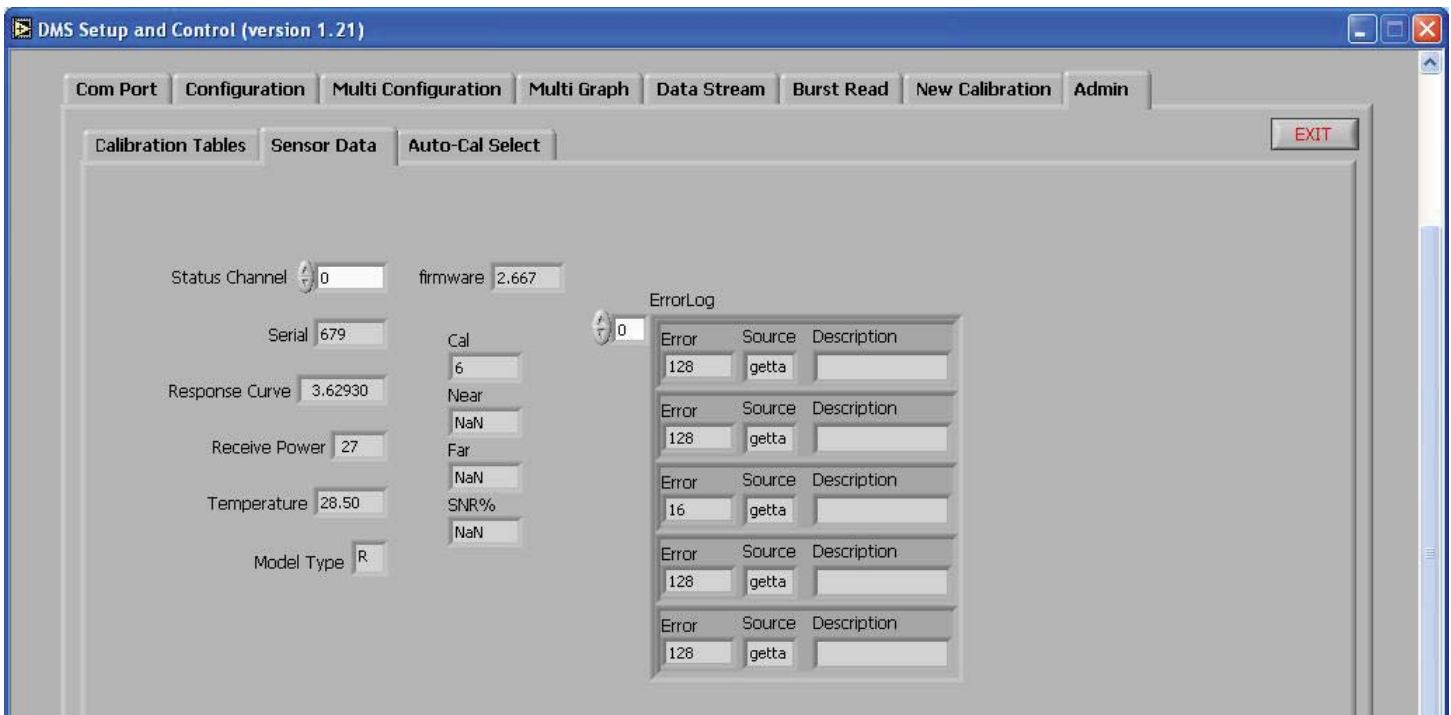 DMS Setup and Control (version 1.21)
Com Port Configuration Multi Configuration Multi Graph Data Stream Burst Read New Calibration Admin
Calibration Tables Sensor Data Auto-Cal Select
EXIT
Status Channel 0 firmware 2.667
Serial 679
Response Curve 3.62930
Receive Power 27
Temperature 28.50
Model Type R
Cal
6
Near
NaN
Far
NaN
SNR%
NaN
ErrorLog
0
Error Source Description
128 getta
Error Source Description
128 getta
Error Source Description
16 getta
Error Source Description
128 getta
Error Source Description
128 getta